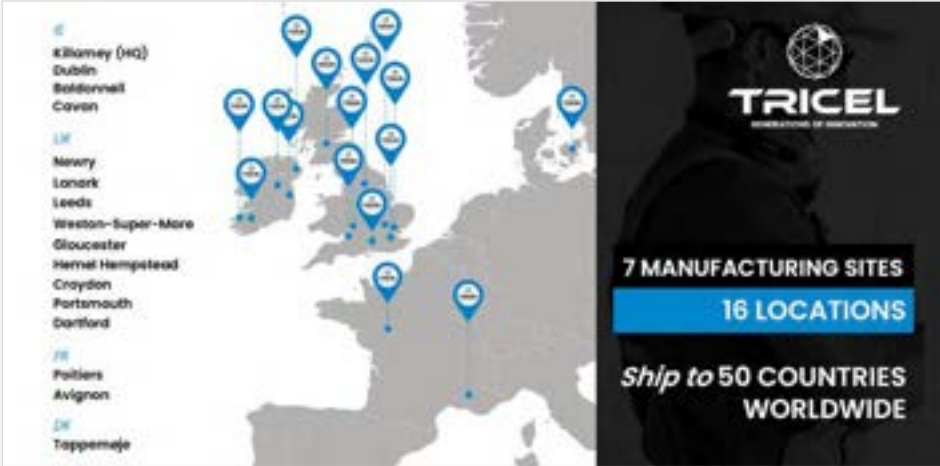 IE
Killarney (HQ)
Dublin
Baldonnell
Cavan
UK
Newry
Lanark
Leeds
Weston-Super-Mare
Gloucester
Hemel Hempstead
Croydon
Portsmouth
Dartford
FR
Poitiers
Avignon
DK
Tappernøje
TRICEL
GENERATIONS OF INNOVATION
7 MANUFACTURING SITES
16 LOCATIONS
Ship to 50 COUNTRIES
WORLDWIDE